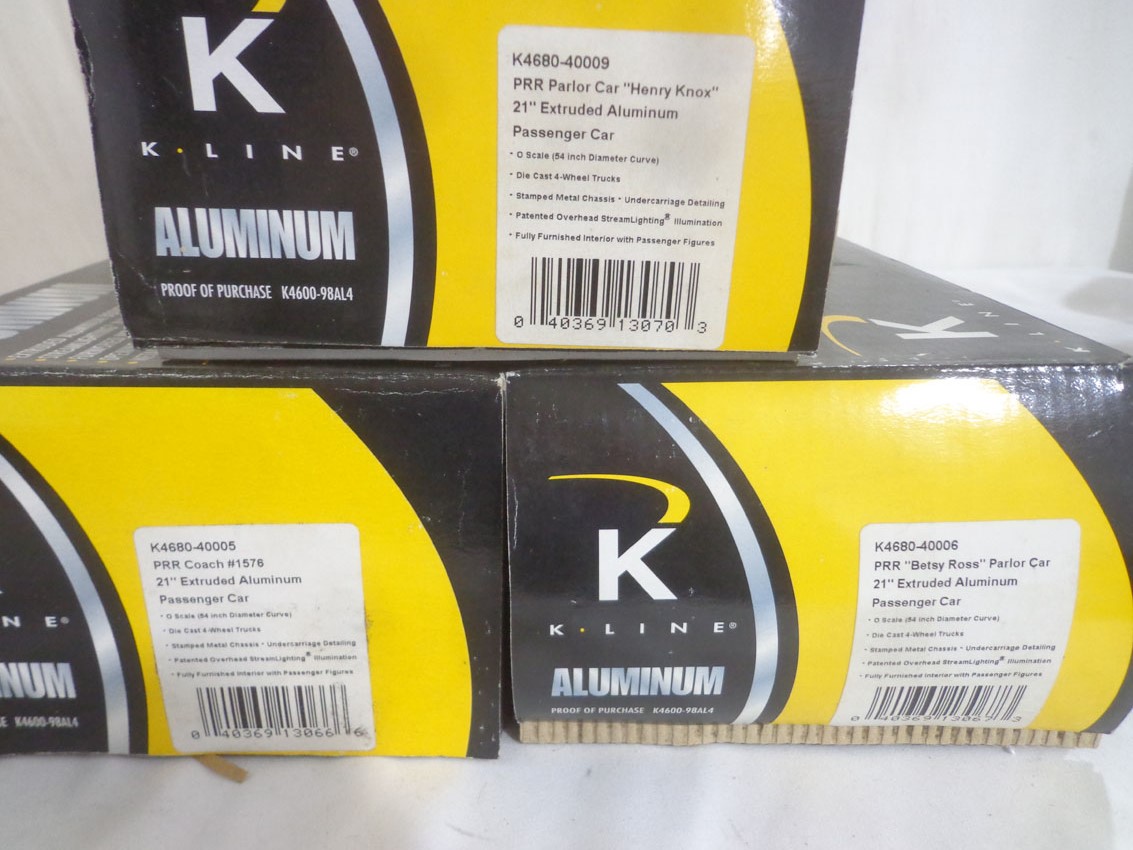 K
K·LINE®
ALUMINUM
PROOF OF PURCHASE K4600-98AL4
K4680-40009
PRR Parlor Car "Henry Knox"
21" Extruded Aluminum
Passenger Car
· O Scale (54 inch Diameter Curve)
· Die Cast 4-Wheel Trucks
· Stamped Metal Chassis · Undercarriage Detailing
· Patented Overhead StreamLighting® Illumination
· Fully Furnished Interior with Passenger Figures
0 40369 13070 3
K
NE®
NUM
SE K4600-98AL4
K4680-40005
PRR Coach #1576
21" Extruded Aluminum
Passenger Car
· O Scale (54 inch Diameter Curve)
· Die Cast 4-Wheel Trucks
· Stamped Metal Chassis · Undercarriage Detailing
· Patented Overhead StreamLighting® Illumination
· Fully Furnished Interior with Passenger Figures
0 40369 13066 6
K
K·LINE®
ALUMINUM
PROOF OF PURCHASE K4600-98AL4
K4680-40006
PRR "Betsy Ross" Parlor Car
21" Extruded Aluminum
Passenger Car
· O Scale (54 inch Diameter Curve)
· Die Cast 4-Wheel Trucks
· Stamped Metal Chassis · Undercarriage Detailing
· Patented Overhead StreamLighting® Illumination
· Fully Furnished Interior with Passenger Figures
0 40369 13067 3